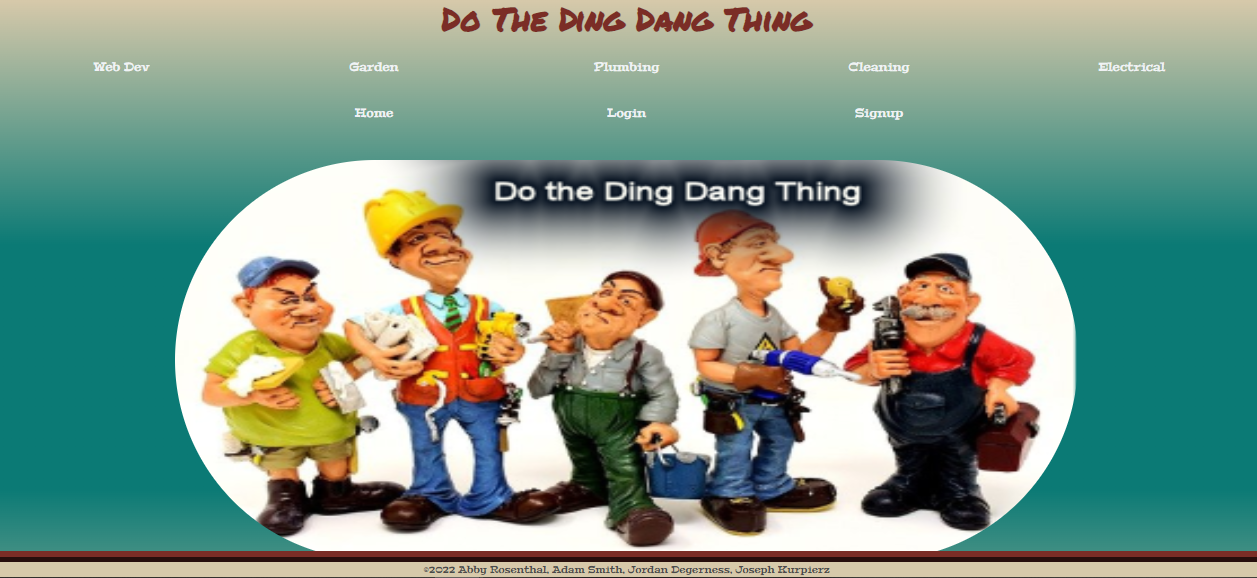 Do The Ding Dang Thing
Web Dev Garden Plumbing Cleaning Electrical
Home Login Signup
Do the Ding Dang Thing
©2022 Abby Rosenthal, Adam Smith, Jordan Degerness, Joseph Kurpierz